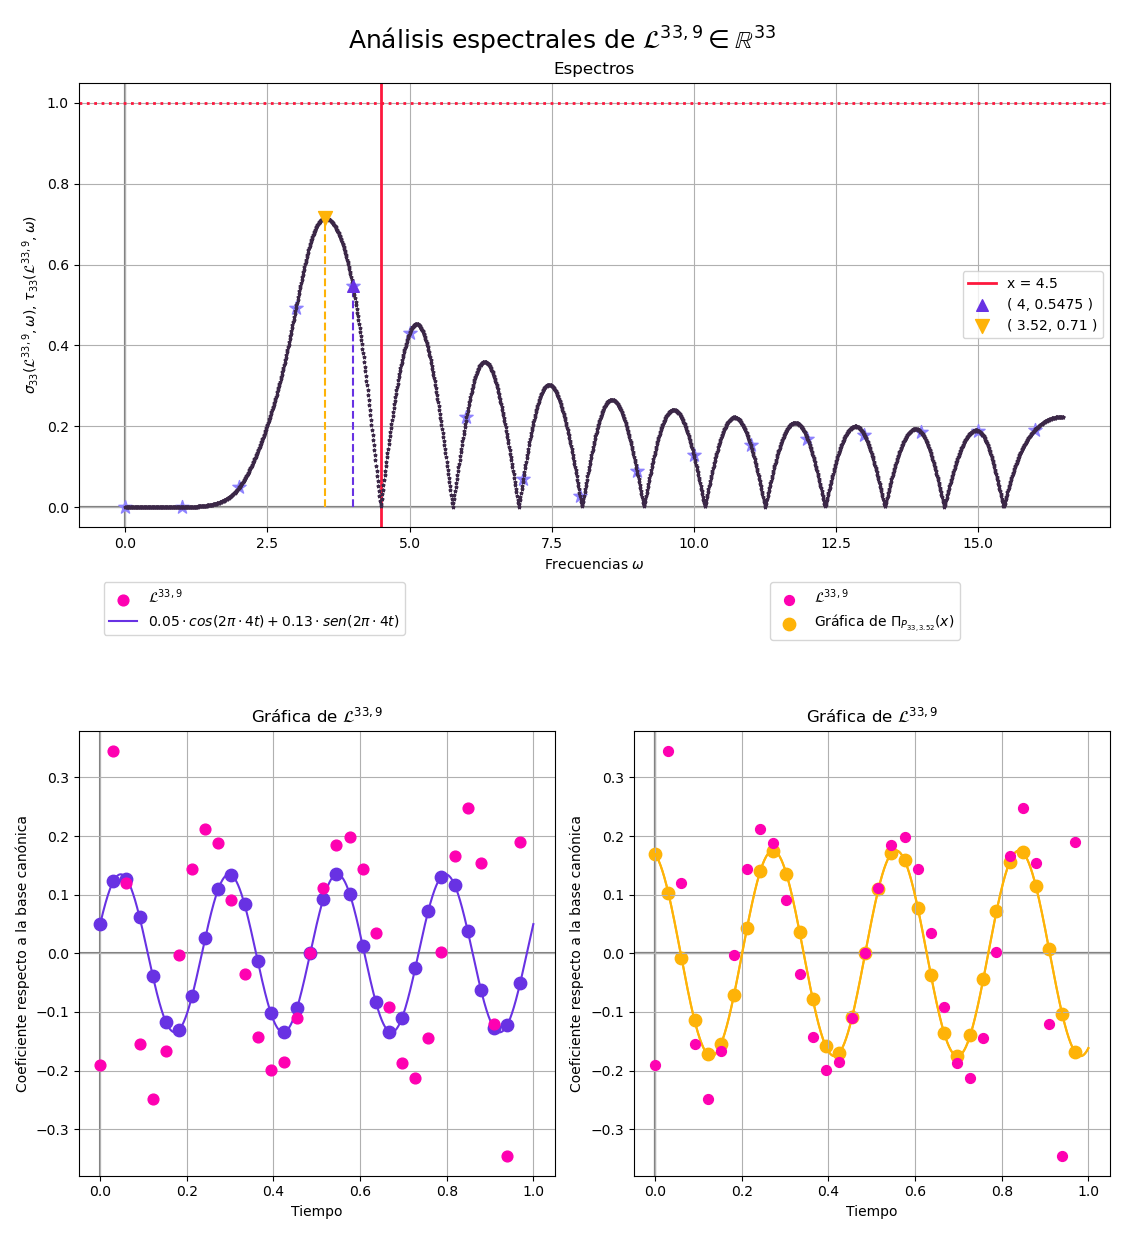 Análisis espectrales de 𝓛^{33,9} ∈ ℝ^{33}
Espectros
1.0
0.8
0.6
0.4
0.2
0.0
σ_{33}(𝓛^{33,9}, ω), τ_{33}(𝓛^{33,9}, ω)
x = 4.5
( 4, 0.5475 )
( 3.52, 0.71 )
0.0 2.5 5.0 7.5 10.0 12.5 15.0
Frecuencias ω
𝓛^{33,9}
0.05 · cos(2π · 4t) + 0.13 · sen(2π · 4t)
𝓛^{33,9}
Gráfica de Π_{P_{33,3.52}}(x)
Gráfica de 𝓛^{33,9}
0.3
0.2
0.1
0.0
−0.1
−0.2
−0.3
Coeficiente respecto a la base canónica
0.0 0.2 0.4 0.6 0.8 1.0
Tiempo
Gráfica de 𝓛^{33,9}
0.3
0.2
0.1
0.0
−0.1
−0.2
−0.3
Coeficiente respecto a la base canónica
0.0 0.2 0.4 0.6 0.8 1.0
Tiempo